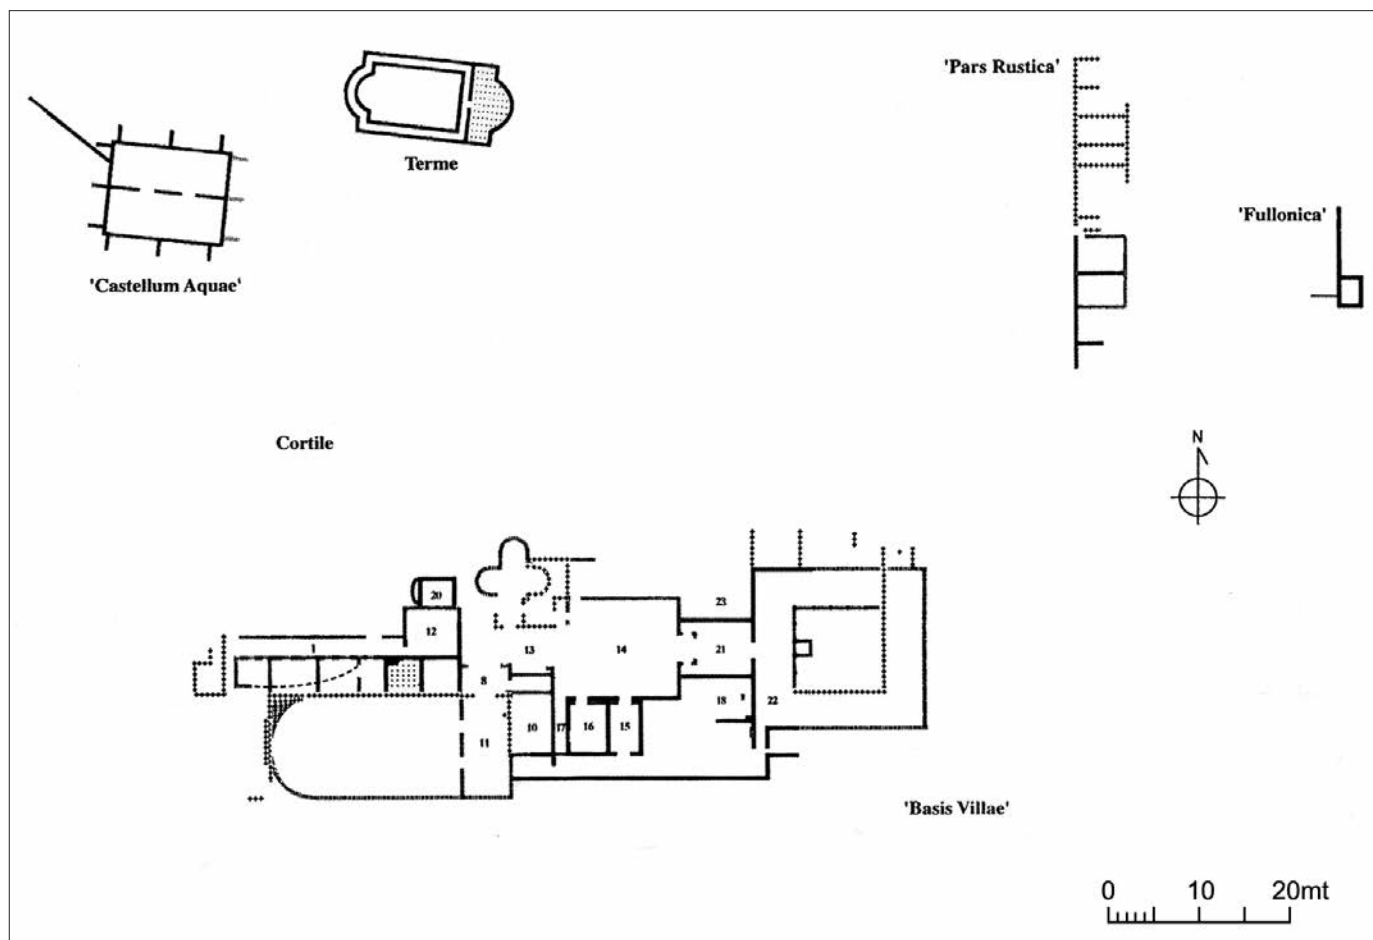 'Pars Rustica'
Terme
'Fullonica'
'Castellum Aquae'
Cortile
N
20
23
12
1
13
14
21
8
18
22
10
17
16
15
11
'Basis Villae'
0 10 20mt